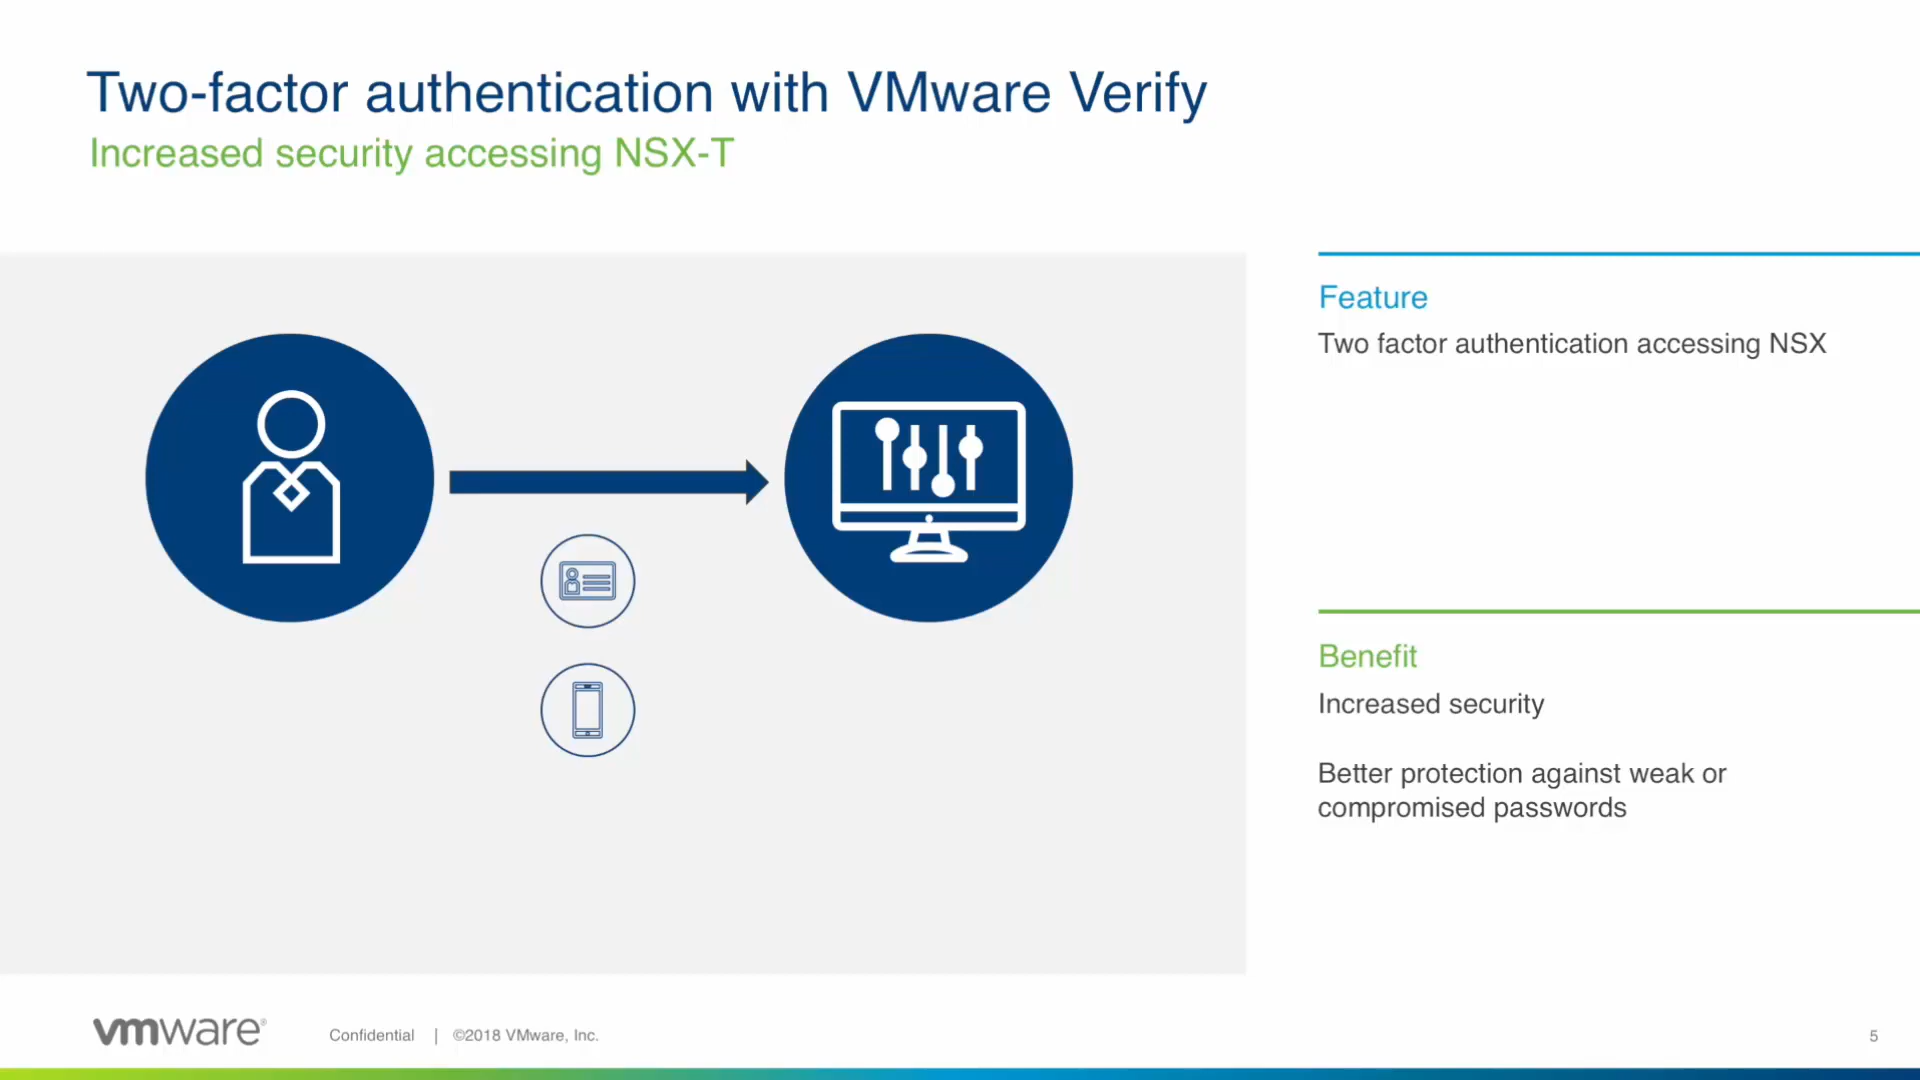 Two-factor authentication with VMware Verify
Increased security accessing NSX-T
Feature
Two factor authentication accessing NSX
Benefit
Increased security
Better protection against weak or
compromised passwords
vmware®
Confidential | ©2018 VMware, Inc.
5